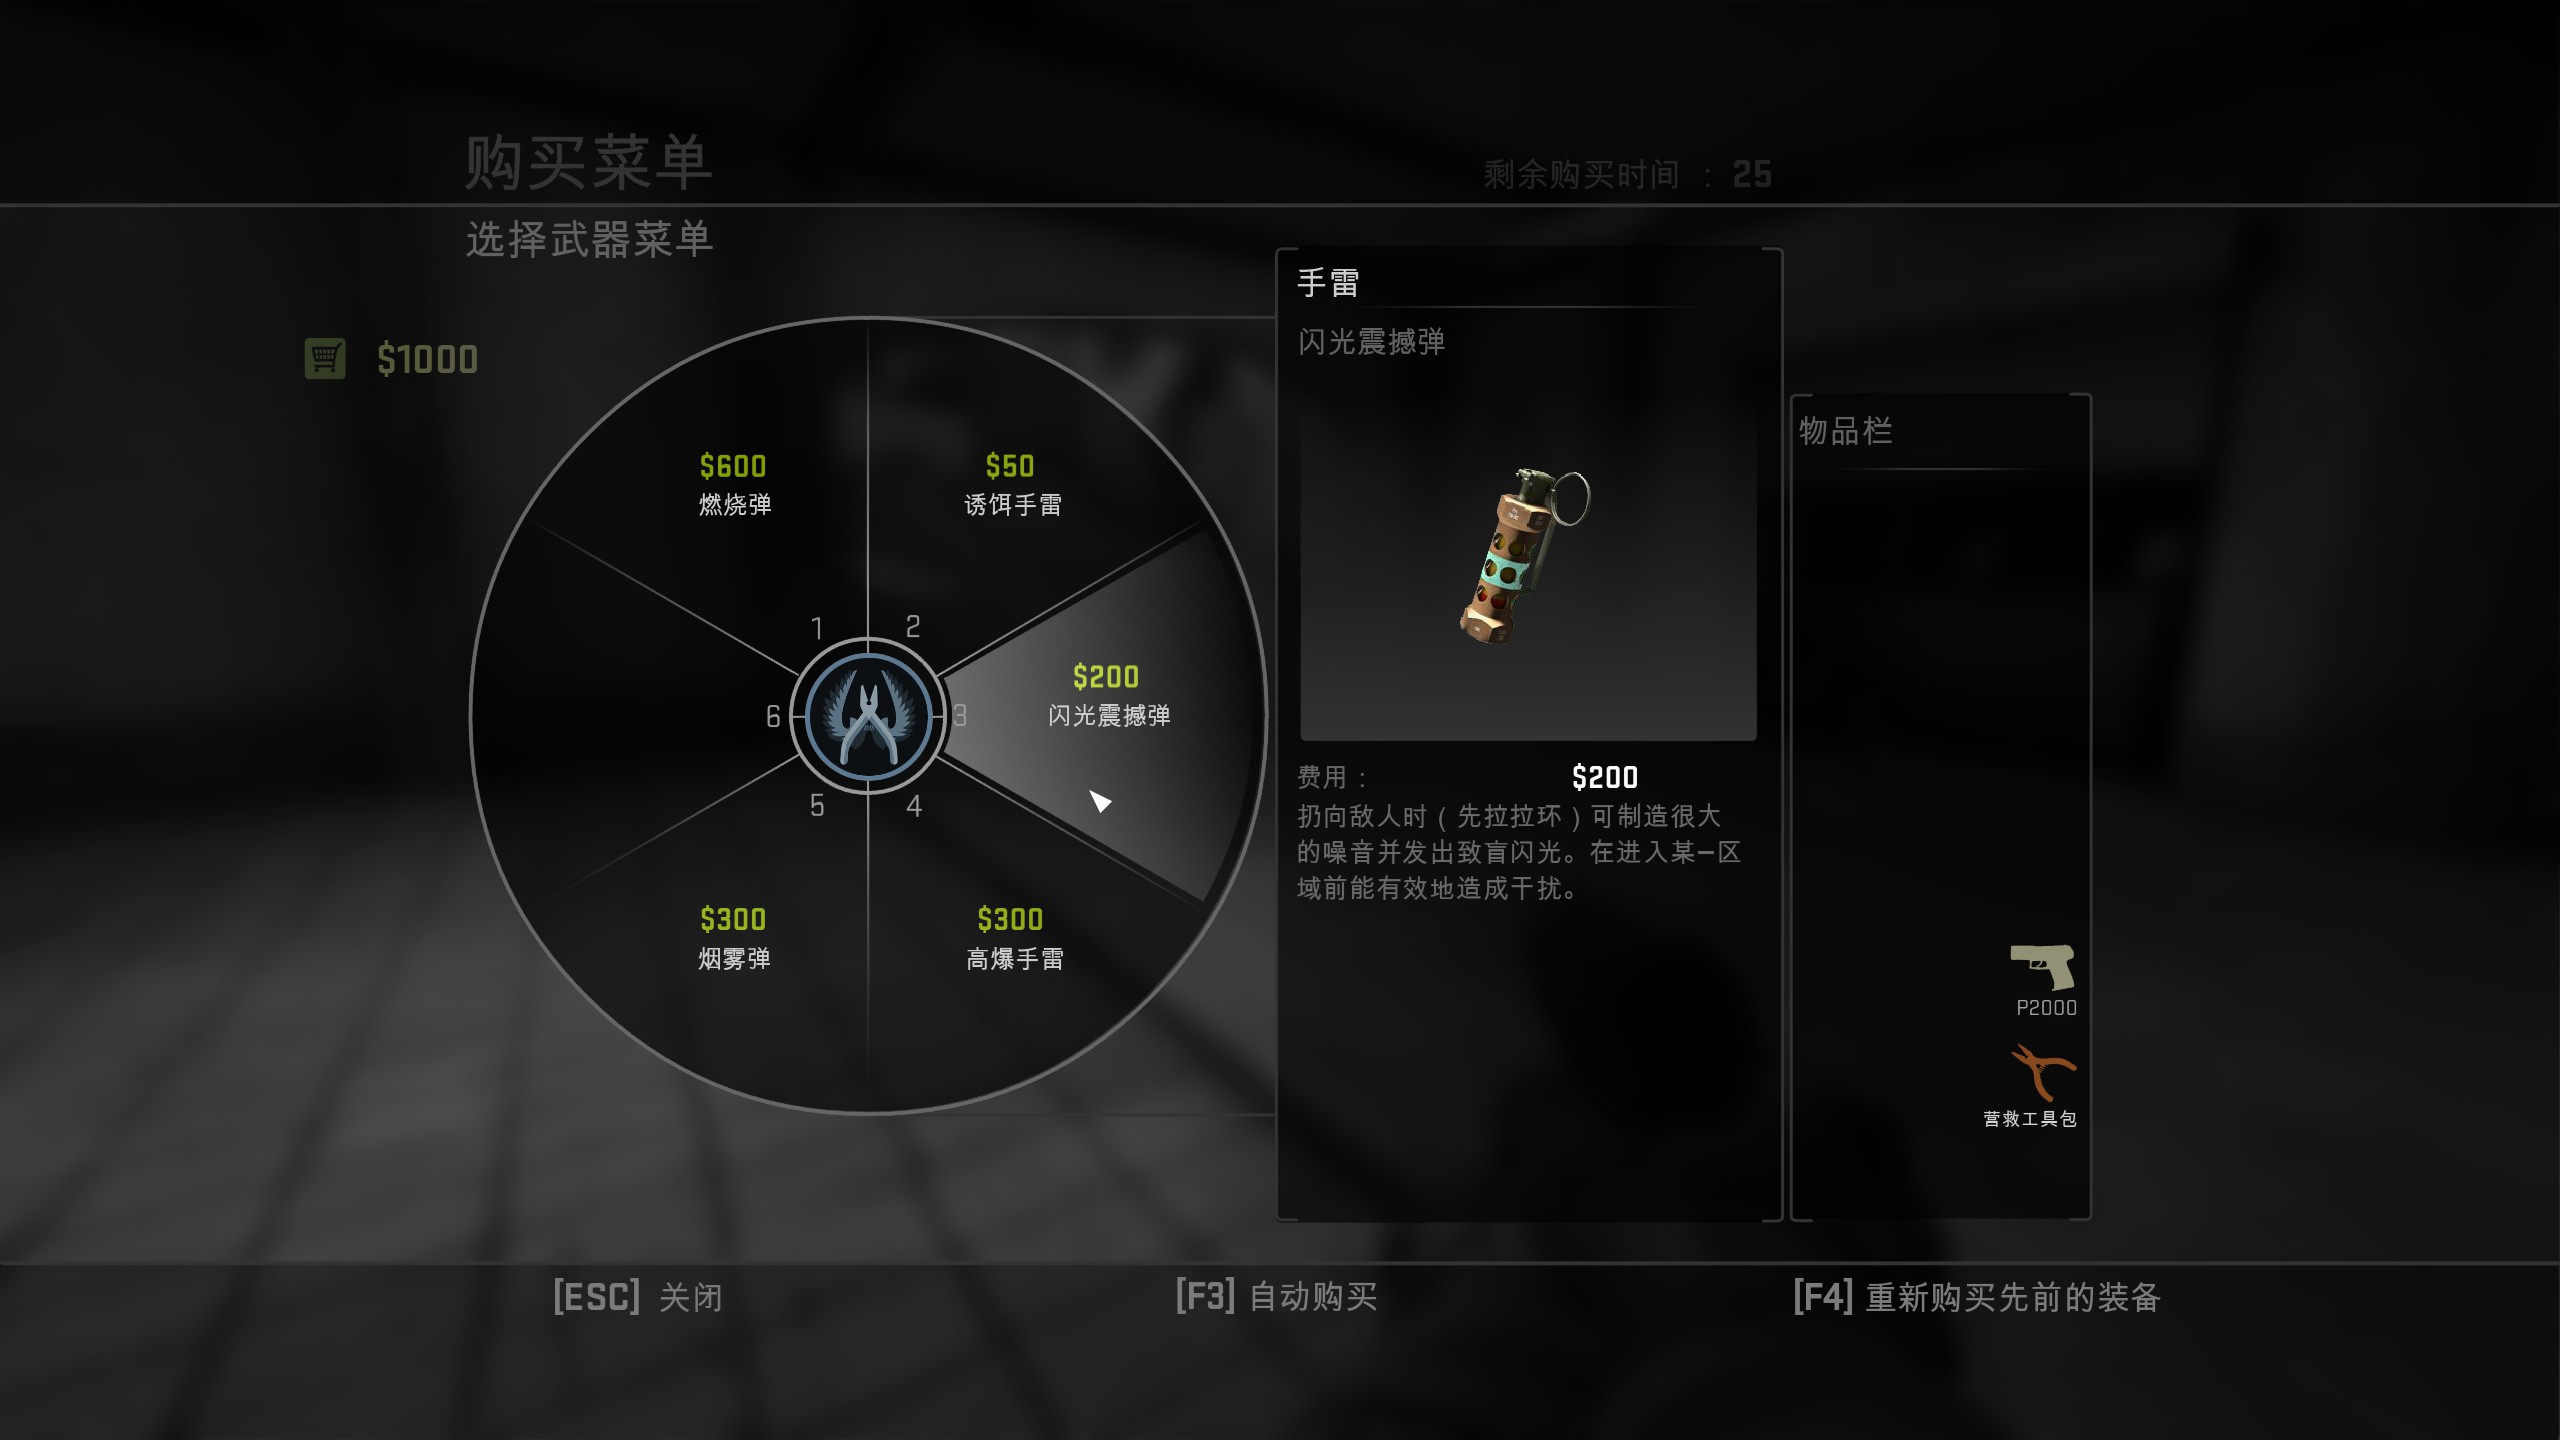 购买菜单
剩余购买时间 : 25
选择武器菜单
$1000
$600
燃烧弹
$50
诱饵手雷
$200
闪光震撼弹
$300
高爆手雷
$300
烟雾弹
1
2
3
4
5
6
手雷
闪光震撼弹
费用 : $200
扔向敌人时 ( 先拉拉环 ) 可制造很大
的噪音并发出致盲闪光。在进入某一区
域前能有效地造成干扰。
物品栏
P2000
营救工具包
[ESC] 关闭
[F3] 自动购买
[F4] 重新购买先前的装备